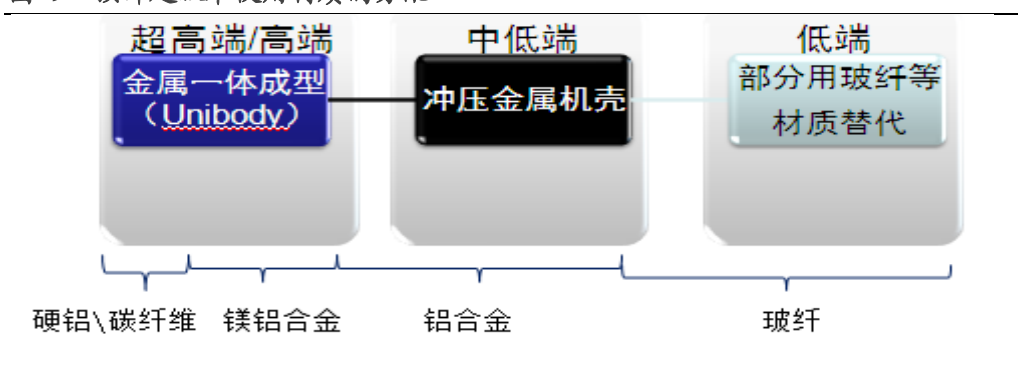 超高端/高端
中低端
低端
金属一体成型
（Unibody）
冲压金属机壳
部分用玻纤等
材质替代
硬铝\碳纤维
镁铝合金
铝合金
玻纤